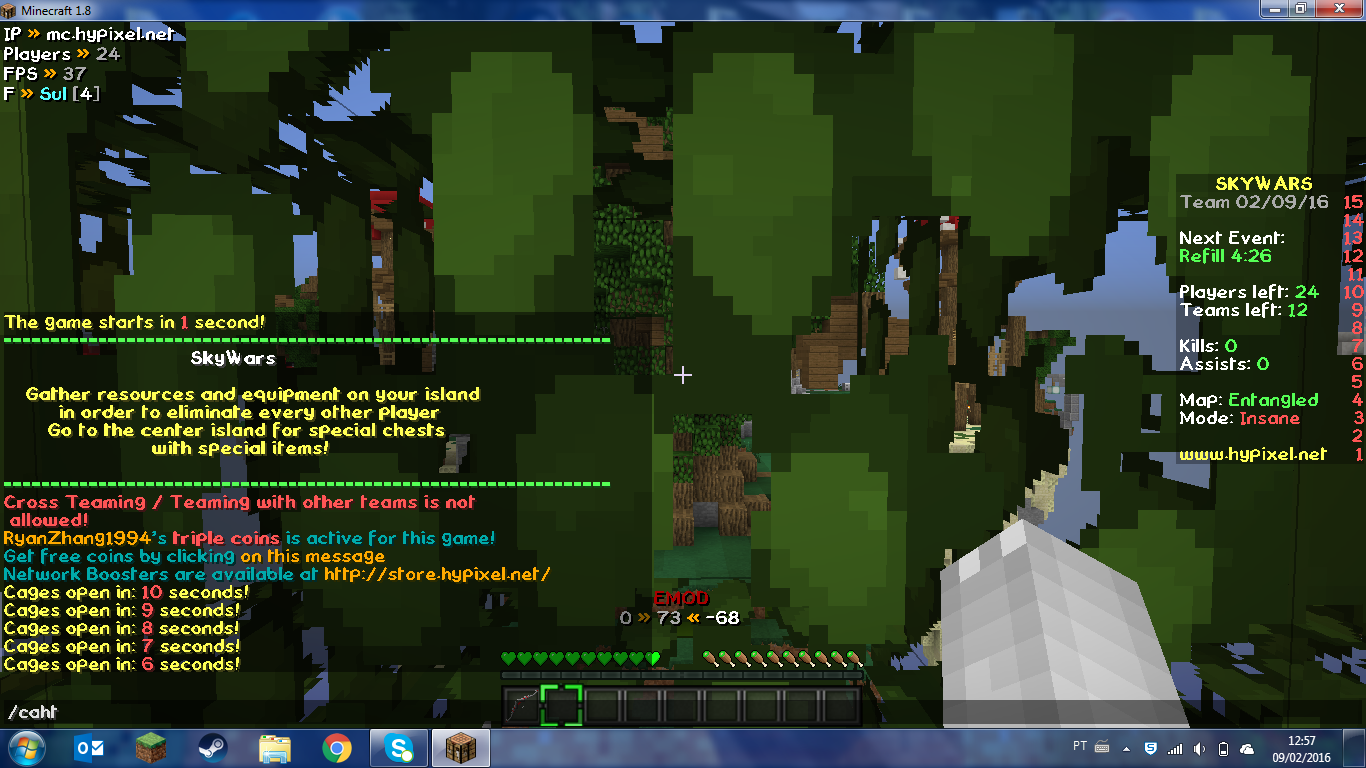 Minecraft 1.8
IP » mc.hypixel.net
Players » 24
FPS » 37
F » Sul [4]
The game starts in 1 second!
SkyWars
Gather resources and equipment on your island
in order to eliminate every other player
Go to the center island for special chests
with special items!
Cross Teaming / Teaming with other teams is not
allowed!
RyanZhang1994's triple coins is active for this game!
Get free coins by clicking on this message
Network Boosters are available at http://store.hypixel.net/
Cages open in: 10 seconds!
Cages open in: 9 seconds!
Cages open in: 8 seconds!
Cages open in: 7 seconds!
Cages open in: 6 seconds!
/caht
EMOD
0 » 73 « -68
SKYWARS
Team 02/09/16 15
14
Next Event: 13
Refill 4:26 12
11
Players left: 24 10
Teams left: 12 9
8
Kills: 0 7
Assists: 0 6
5
Map: Entangled 4
Mode: Insane 3
2
www.hypixel.net 1
PT
12:57
09/02/2016